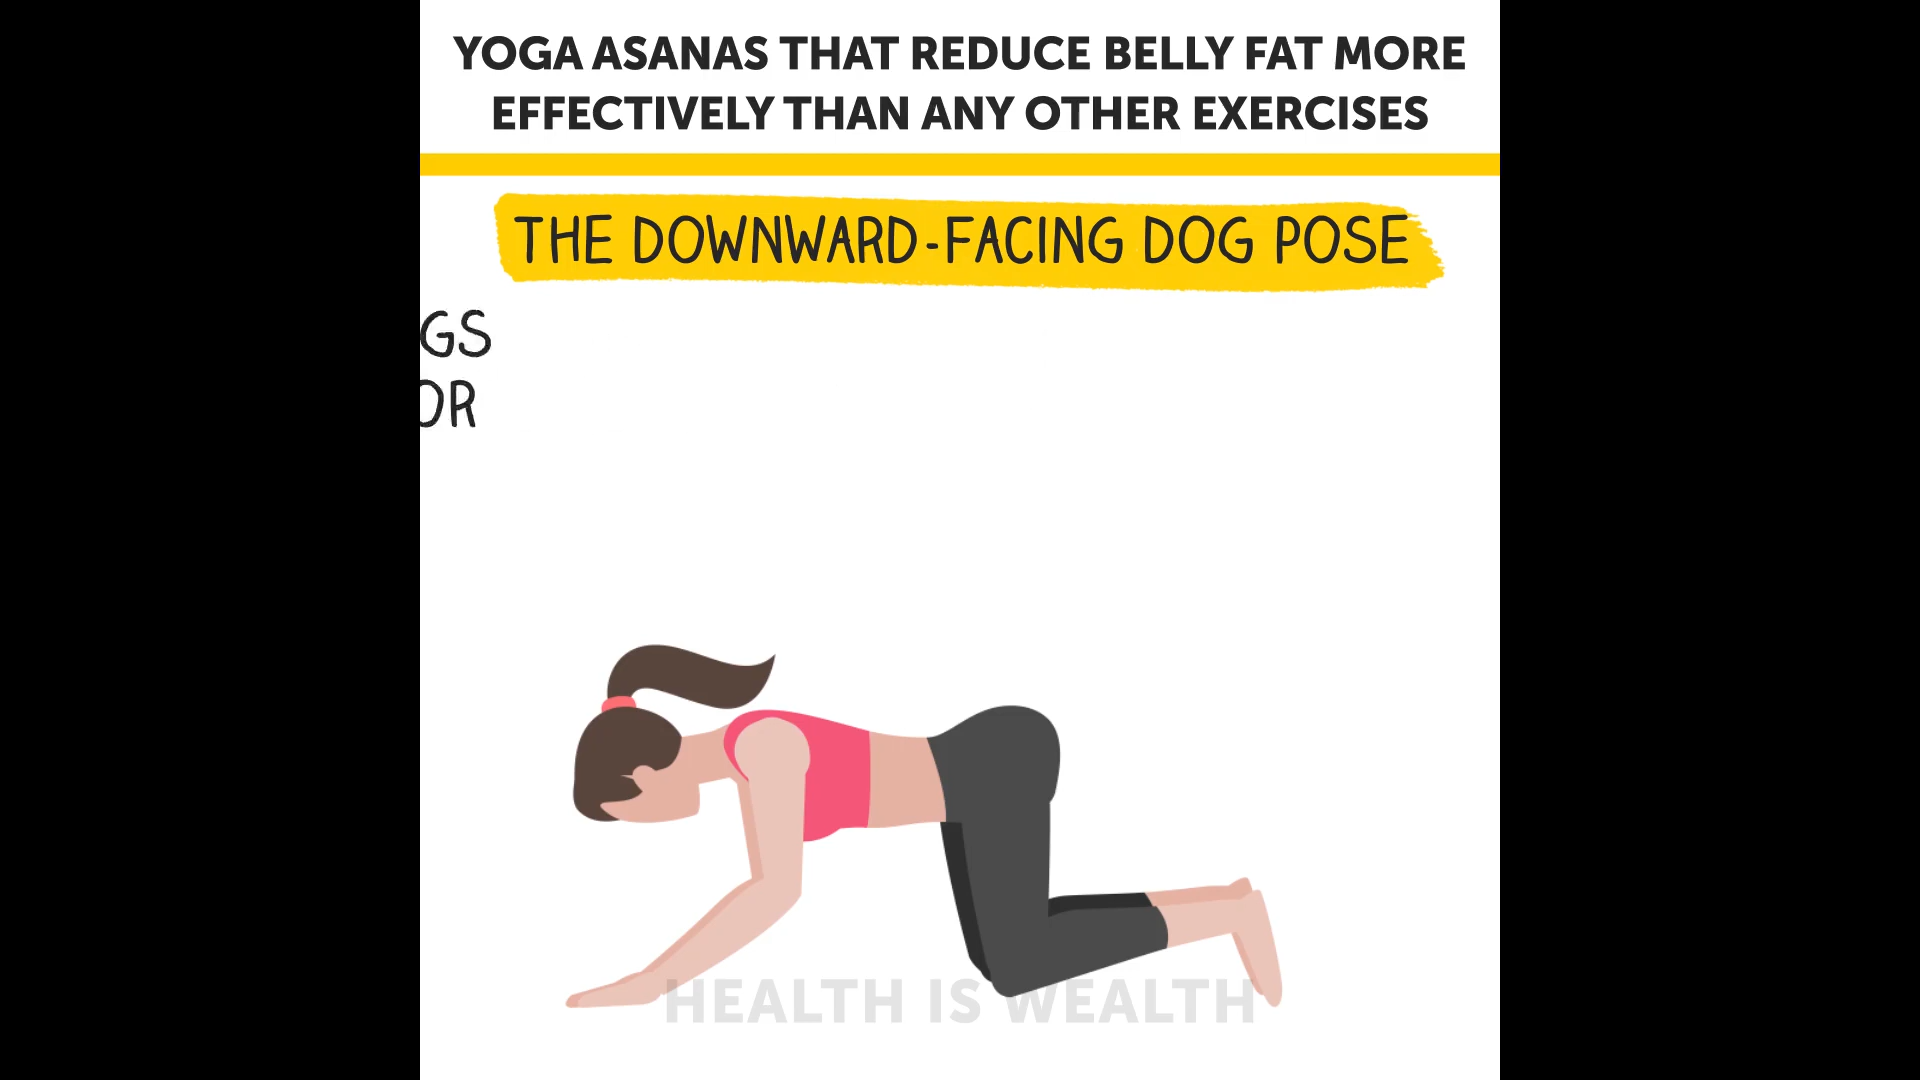 YOGA ASANAS THAT REDUCE BELLY FAT MORE
EFFECTIVELY THAN ANY OTHER EXERCISES
THE DOWNWARD-FACING DOG POSE
GS
OR
HEALTH IS WEALTH